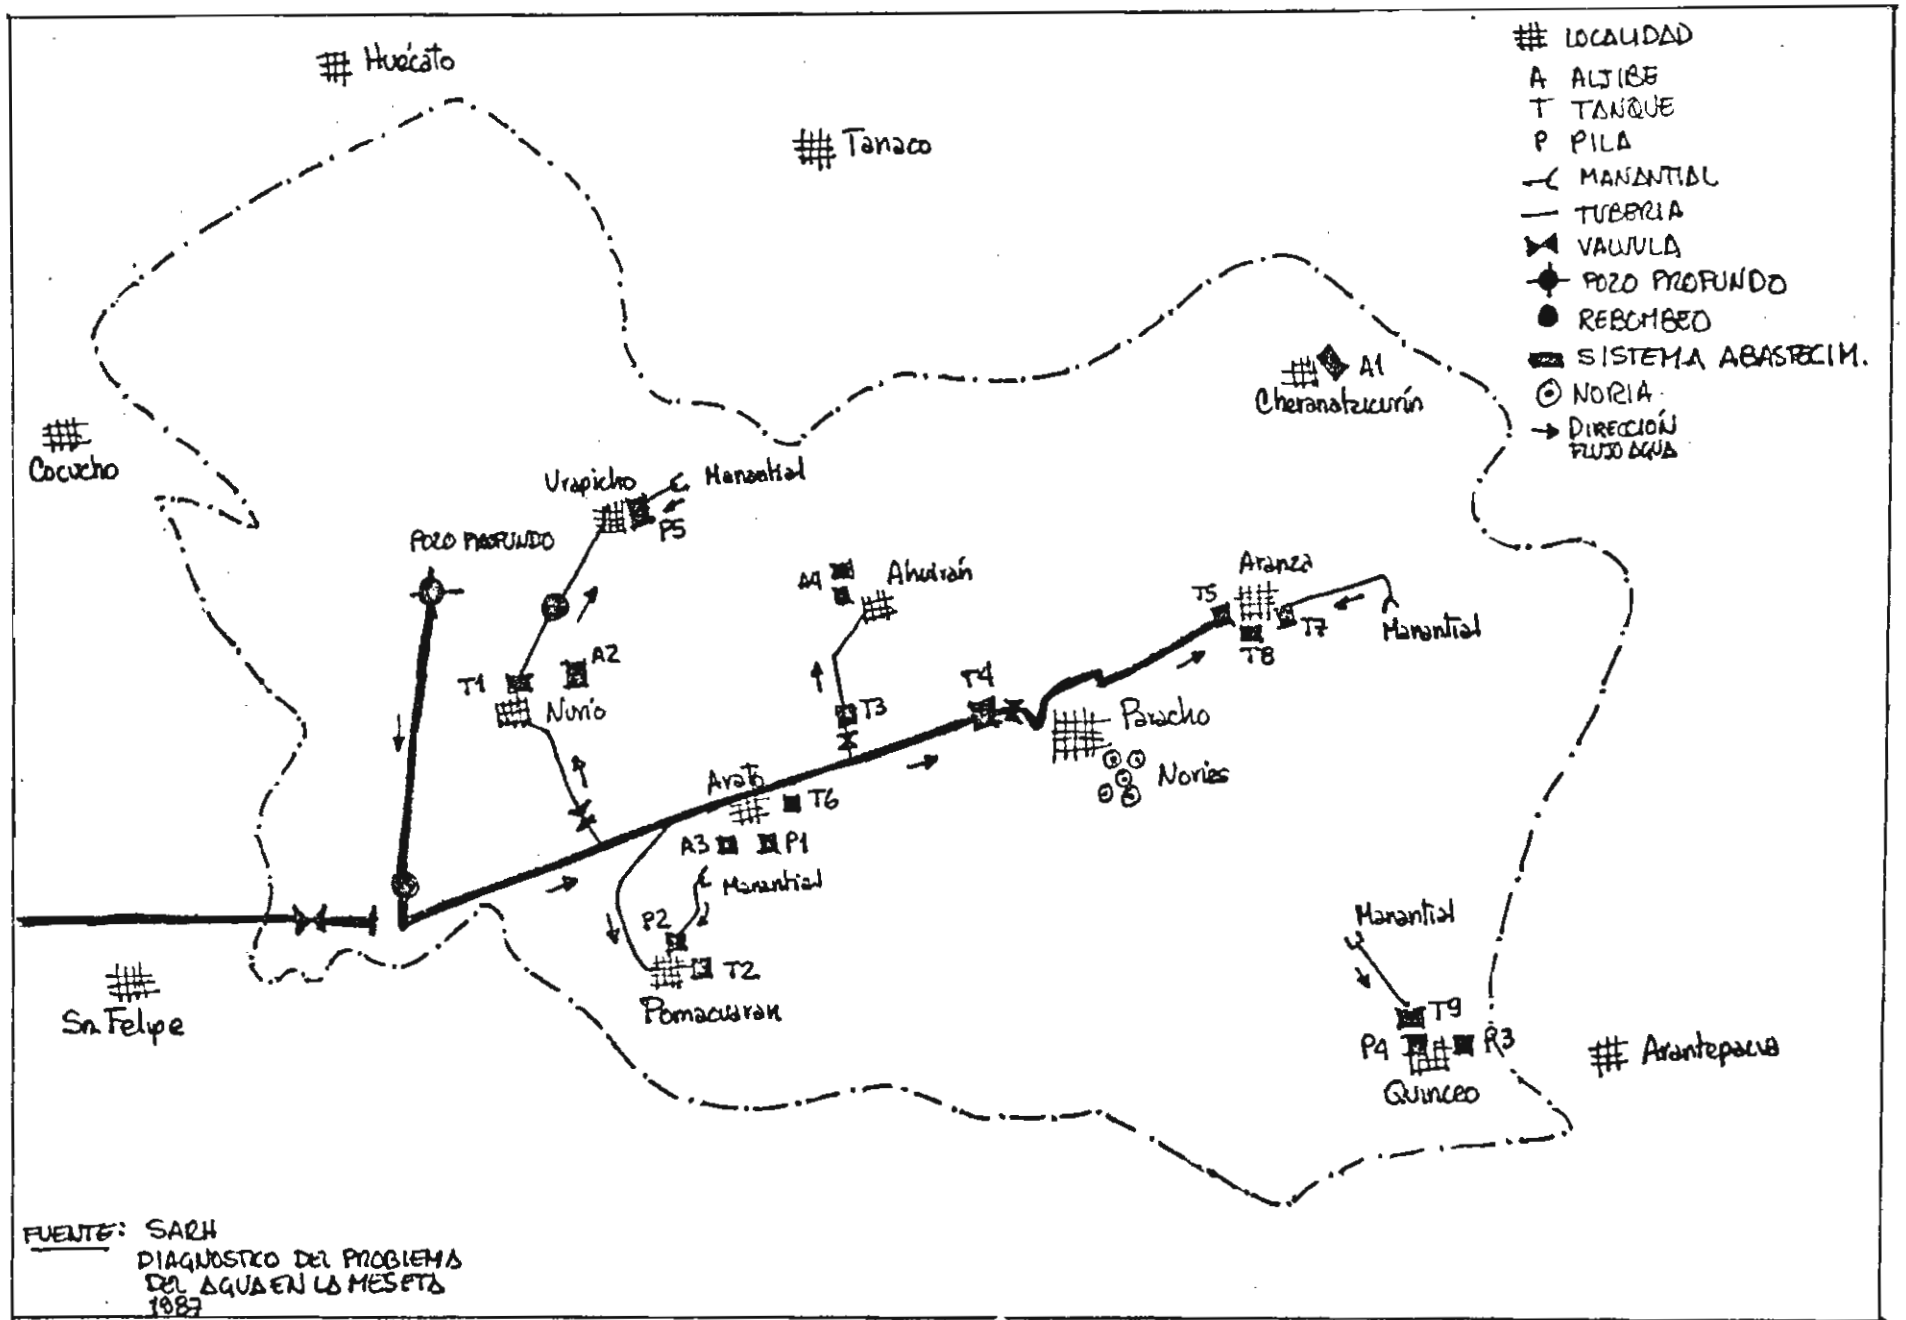 Huécato
Tanaco
LOCALIDAD
A ALJIBE
T TANQUE
P PILA
MANANTIAL
TUBERIA
VALVULA
POZO PROFUNDO
REBOMBEO
SISTEMA ABASTECIM.
NORIA
DIRECCIÓN
FLUJO AGUA
A1
Cheranatzicurín
Cocucho
Urapicho
Manantial
P5
POZO PROFUNDO
A4
Ahuirán
Aranza
T5
T7
T8
Manantial
T1
A2
Nurio
T3
T4
Paracho
Norias
Arato
T6
A3
P1
Manantial
P2
T2
Pomacuaran
Sn. Felipe
Manantial
T9
P4
P3
Quinceo
Arantepacua
FUENTE: SARH
DIAGNOSTICO DEL PROBLEMA
DEL AGUA EN LA MESETA
1987